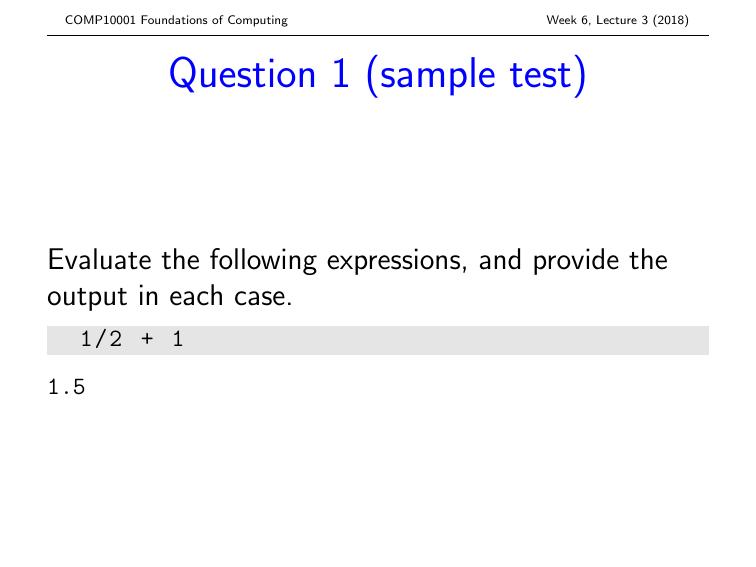 COMP10001 Foundations of Computing Week 6, Lecture 3 (2018)
Question 1 (sample test)
Evaluate the following expressions, and provide the
output in each case.
1/2 + 1
1.5